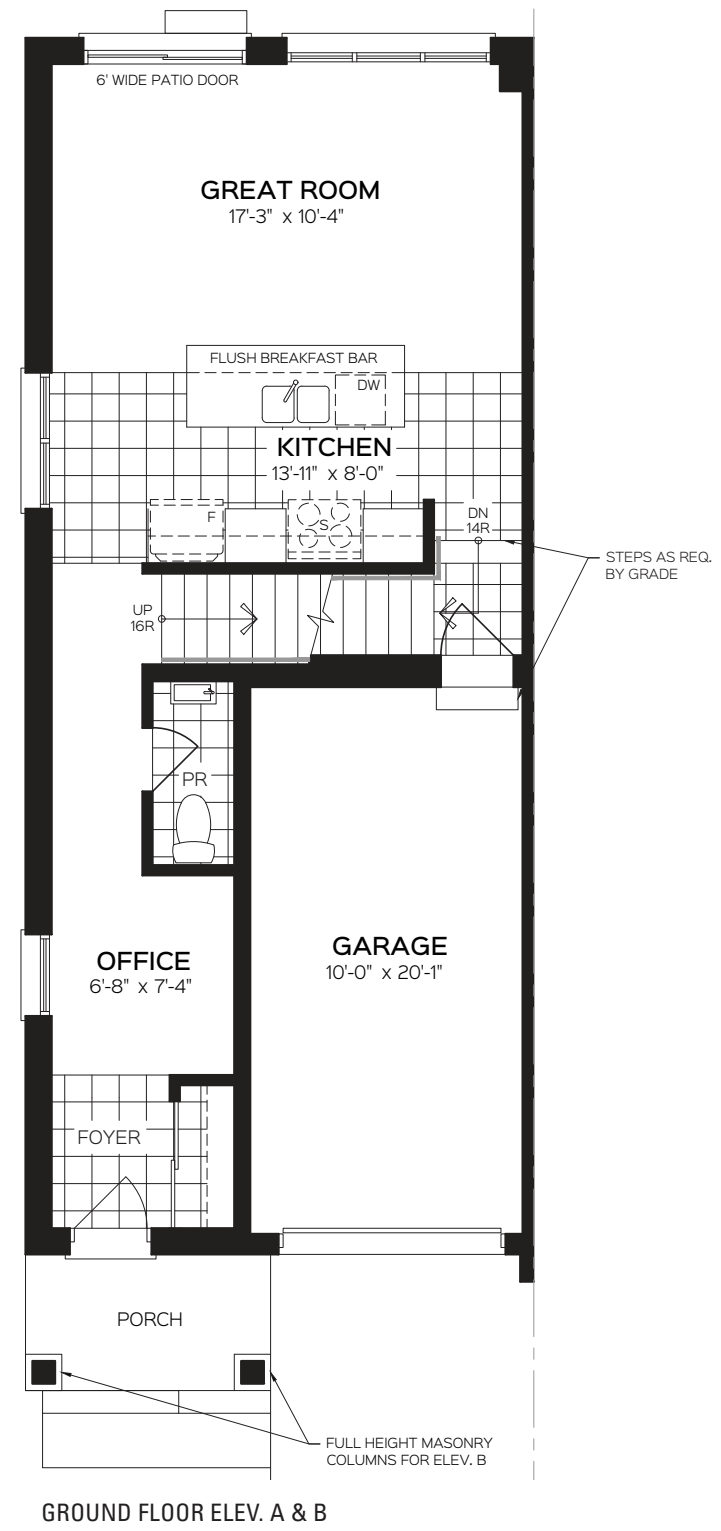 6' WIDE PATIO DOOR
GREAT ROOM
17'-3" x 10'-4"
FLUSH BREAKFAST BAR
DW
KITCHEN
13'-11" x 8'-0"
F
S
DN
14R
STEPS AS REQ.
BY GRADE
UP
16R
PR
OFFICE
6'-8" x 7'-4"
GARAGE
10'-0" x 20'-1"
FOYER
PORCH
FULL HEIGHT MASONRY
COLUMNS FOR ELEV. B
GROUND FLOOR ELEV. A & B